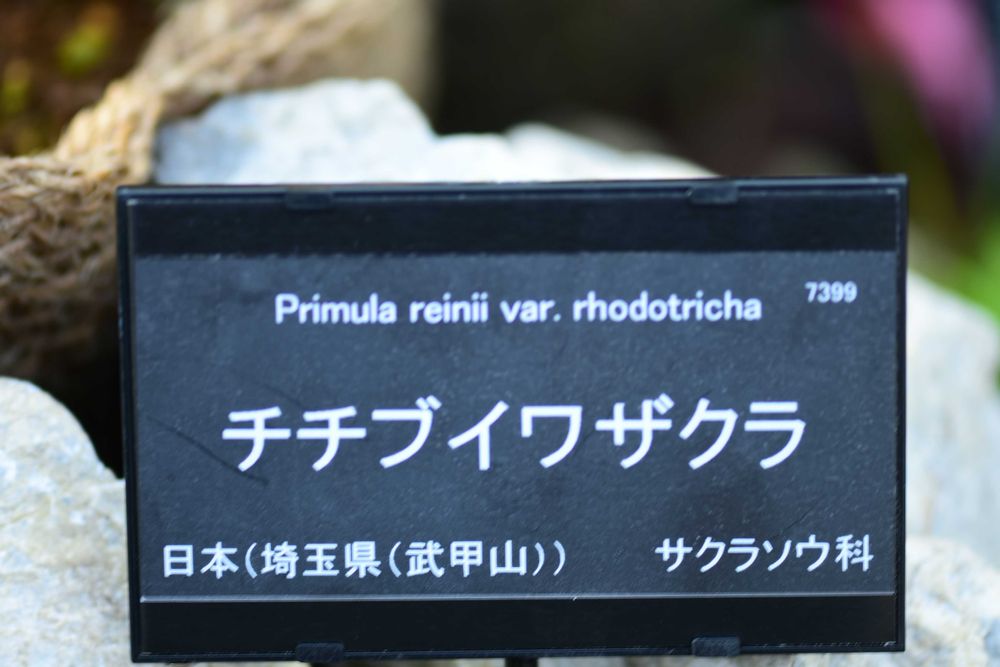 Primula reinii var. rhodotricha 7399
チチブイワザクラ
日本(埼玉県(武甲山)) サクラソウ科